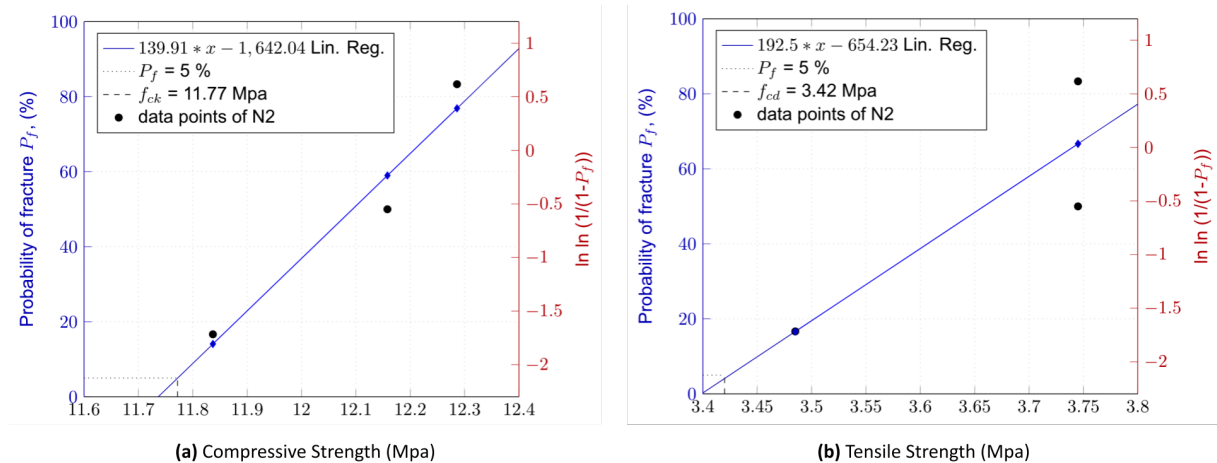 100
80
60
40
20
0
Probability of fracture P_f, (%)
139.91 * x − 1,642.04 Lin. Reg.
P_f = 5 %
f_ck = 11.77 Mpa
data points of N2
1
0.5
0
−0.5
−1
−1.5
−2
ln ln (1/(1-P_f))
11.6 11.7 11.8 11.9 12 12.1 12.2 12.3 12.4
(a) Compressive Strength (Mpa)
100
80
60
40
20
0
Probability of fracture P_f, (%)
192.5 * x − 654.23 Lin. Reg.
P_f = 5 %
f_cd = 3.42 Mpa
data points of N2
1
0.5
0
−0.5
−1
−1.5
−2
ln ln (1/(1-P_f))
3.4 3.45 3.5 3.55 3.6 3.65 3.7 3.75 3.8
(b) Tensile Strength (Mpa)